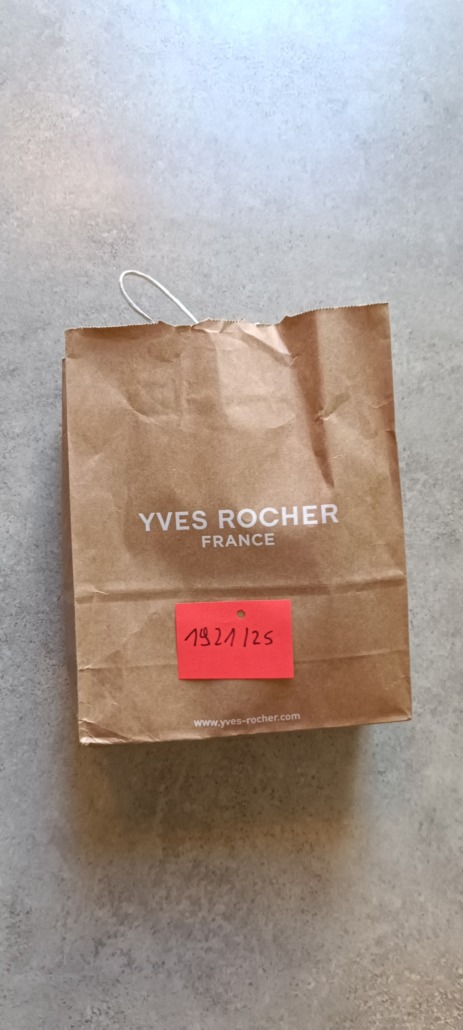 YVES ROCHER
FRANCE
1921/25
www.yves-rocher.com